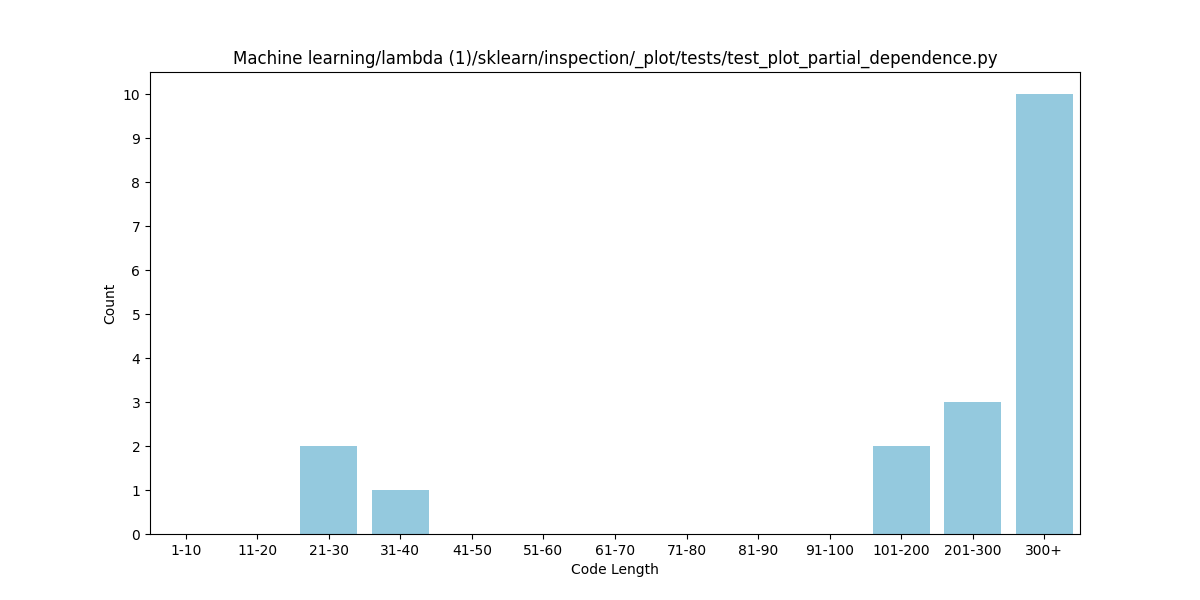 Machine learning/lambda (1)/sklearn/inspection/_plot/tests/test_plot_partial_dependence.py
10
9
8
7
6
5
4
3
2
1
0
Count
1-10 11-20 21-30 31-40 41-50 51-60 61-70 71-80 81-90 91-100 101-200 201-300 300+
Code Length